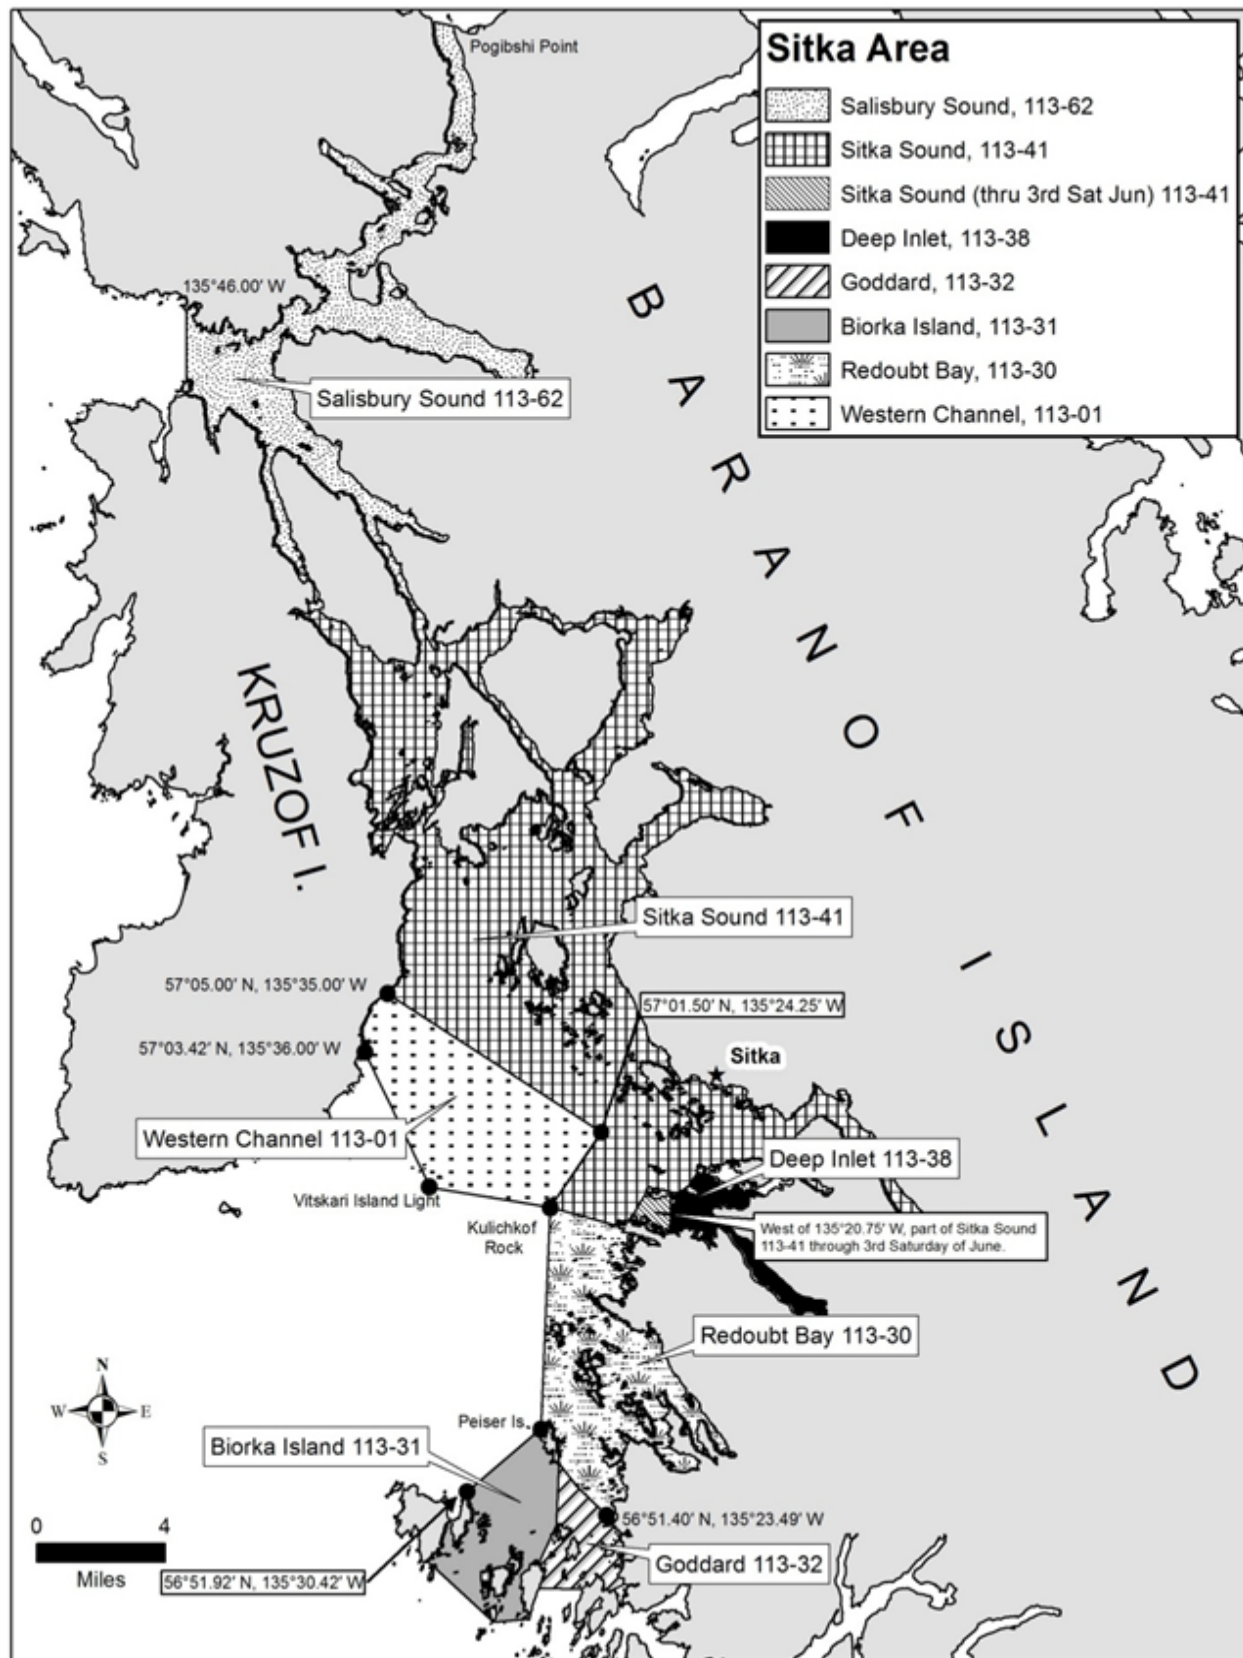 Pogibshi Point
Sitka Area
Salisbury Sound, 113-62
Sitka Sound, 113-41
Sitka Sound (thru 3rd Sat Jun) 113-41
Deep Inlet, 113-38
Goddard, 113-32
Biorka Island, 113-31
Redoubt Bay, 113-30
Western Channel, 113-01
135°46.00' W
Salisbury Sound 113-62
BARANOF ISLAND
KRUZOF I.
Sitka Sound 113-41
57°05.00' N, 135°35.00' W
57°01.50' N, 135°24.25' W
57°03.42' N, 135°36.00' W
Sitka
Western Channel 113-01
Deep Inlet 113-38
Vitskari Island Light
Kulichkof
Rock
West of 135°20.75' W, part of Sitka Sound
113-41 through 3rd Saturday of June.
Redoubt Bay 113-30
N
W E
S
Peiser Is.
Biorka Island 113-31
56°51.40' N, 135°23.49' W
0 4
Miles
Goddard 113-32
56°51.92' N, 135°30.42' W